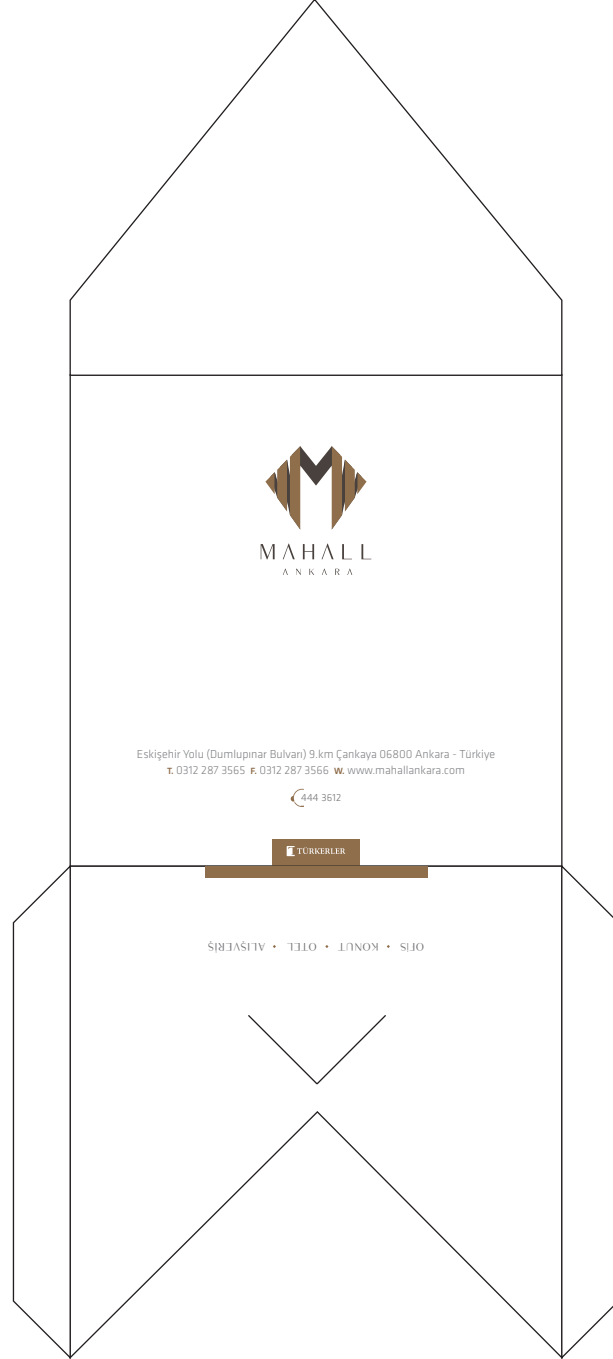 MAHALL
ANKARA
Eskişehir Yolu (Dumlupınar Bulvarı) 9.km Çankaya 06800 Ankara - Türkiye
T. 0312 287 3565 F. 0312 287 3566 W. www.mahallankara.com
444 3612
TÜRKERLER
OFİS • KONUT • OTEL • ALIŞVERİŞ